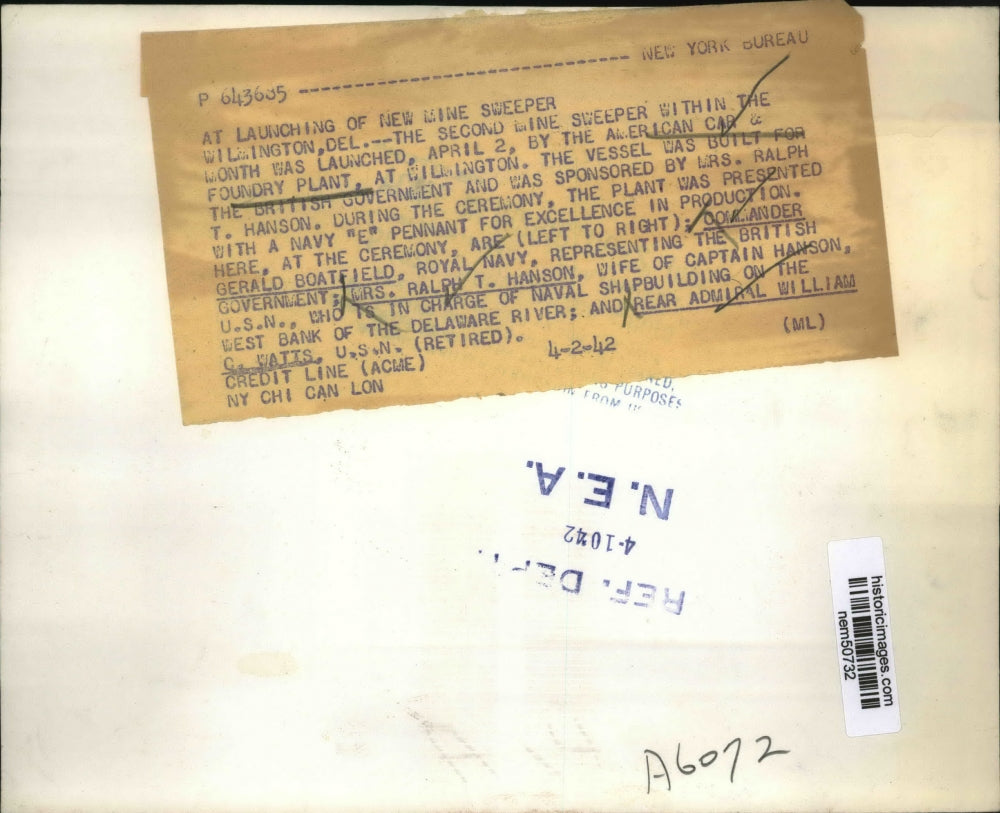 NEW YORK BUREAU
P 643635 --------------------------------
AT LAUNCHING OF NEW MINE SWEEPER
WILMINGTON, DEL.--THE SECOND MINE SWEEPER WITHIN THE
MONTH WAS LAUNCHED, APRIL 2, BY THE AMERICAN CAR &
FOUNDRY PLANT, AT WILMINGTON. THE VESSEL WAS BUILT FOR
THE BRITISH GOVERNMENT AND WAS SPONSORED BY MRS. RALPH
T. HANSON. DURING THE CEREMONY, THE PLANT WAS PRESENTED
WITH A NAVY "E" PENNANT FOR EXCELLENCE IN PRODUCTION.
HERE, AT THE CEREMONY, ARE (LEFT TO RIGHT); COMMANDER
GERALD BOATFIELD, ROYAL NAVY, REPRESENTING THE BRITISH
GOVERNMENT; MRS. RALPH T. HANSON, WIFE OF CAPTAIN HANSON,
U.S.N., WHO IS IN CHARGE OF NAVAL SHIPBUILDING ON THE
WEST BANK OF THE DELAWARE RIVER; AND REAR ADMIRAL WILLIAM
C. WATTS, U.S.N. (RETIRED).
CREDIT LINE (ACME) 4-2-42 (ML)
NY CHI CAN LON
PURPOSES
FROM
N.E.A.
4-1042
REF. DEPT.
historicimages.com
nem50732
A6072